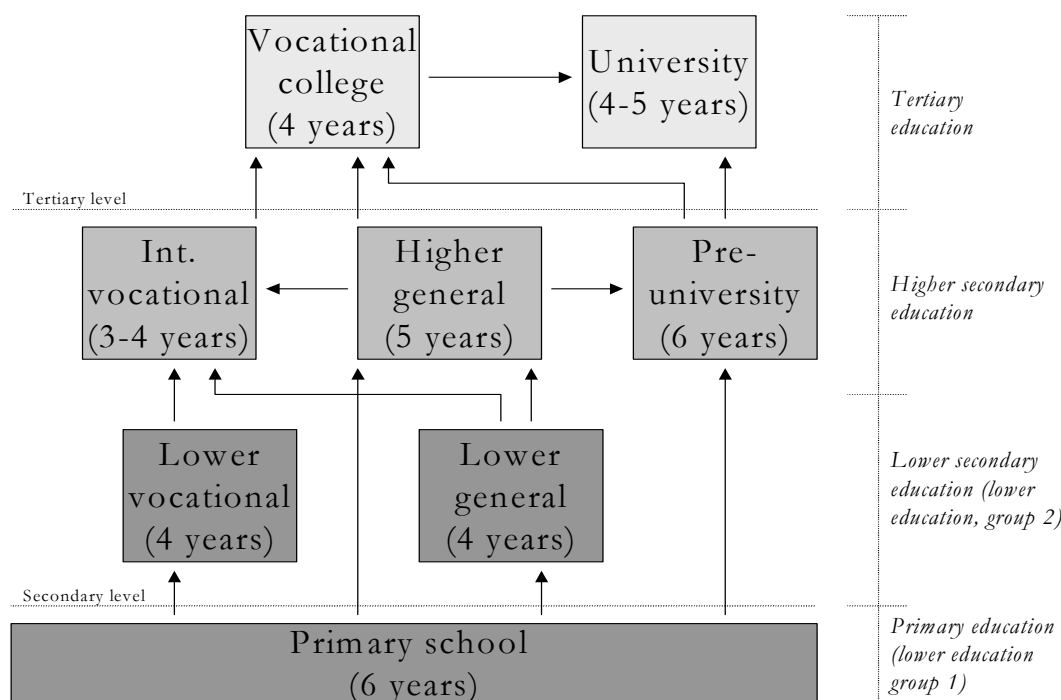 Vocational
college
(4 years)
University
(4-5 years)
Tertiary
education
Tertiary level
Int.
vocational
(3-4 years)
Higher
general
(5 years)
Pre-
university
(6 years)
Higher secondary
education
Lower
vocational
(4 years)
Lower
general
(4 years)
Lower secondary
education (lower
education, group 2)
Secondary level
Primary school
(6 years)
Primary education
(lower education
group 1)